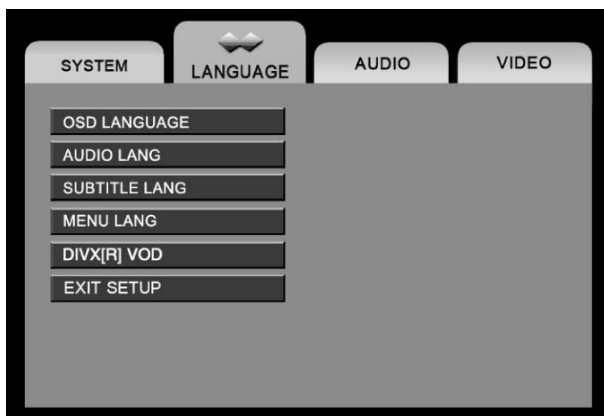 SYSTEM LANGUAGE AUDIO VIDEO
OSD LANGUAGE
AUDIO LANG
SUBTITLE LANG
MENU LANG
DIVX[R] VOD
EXIT SETUP